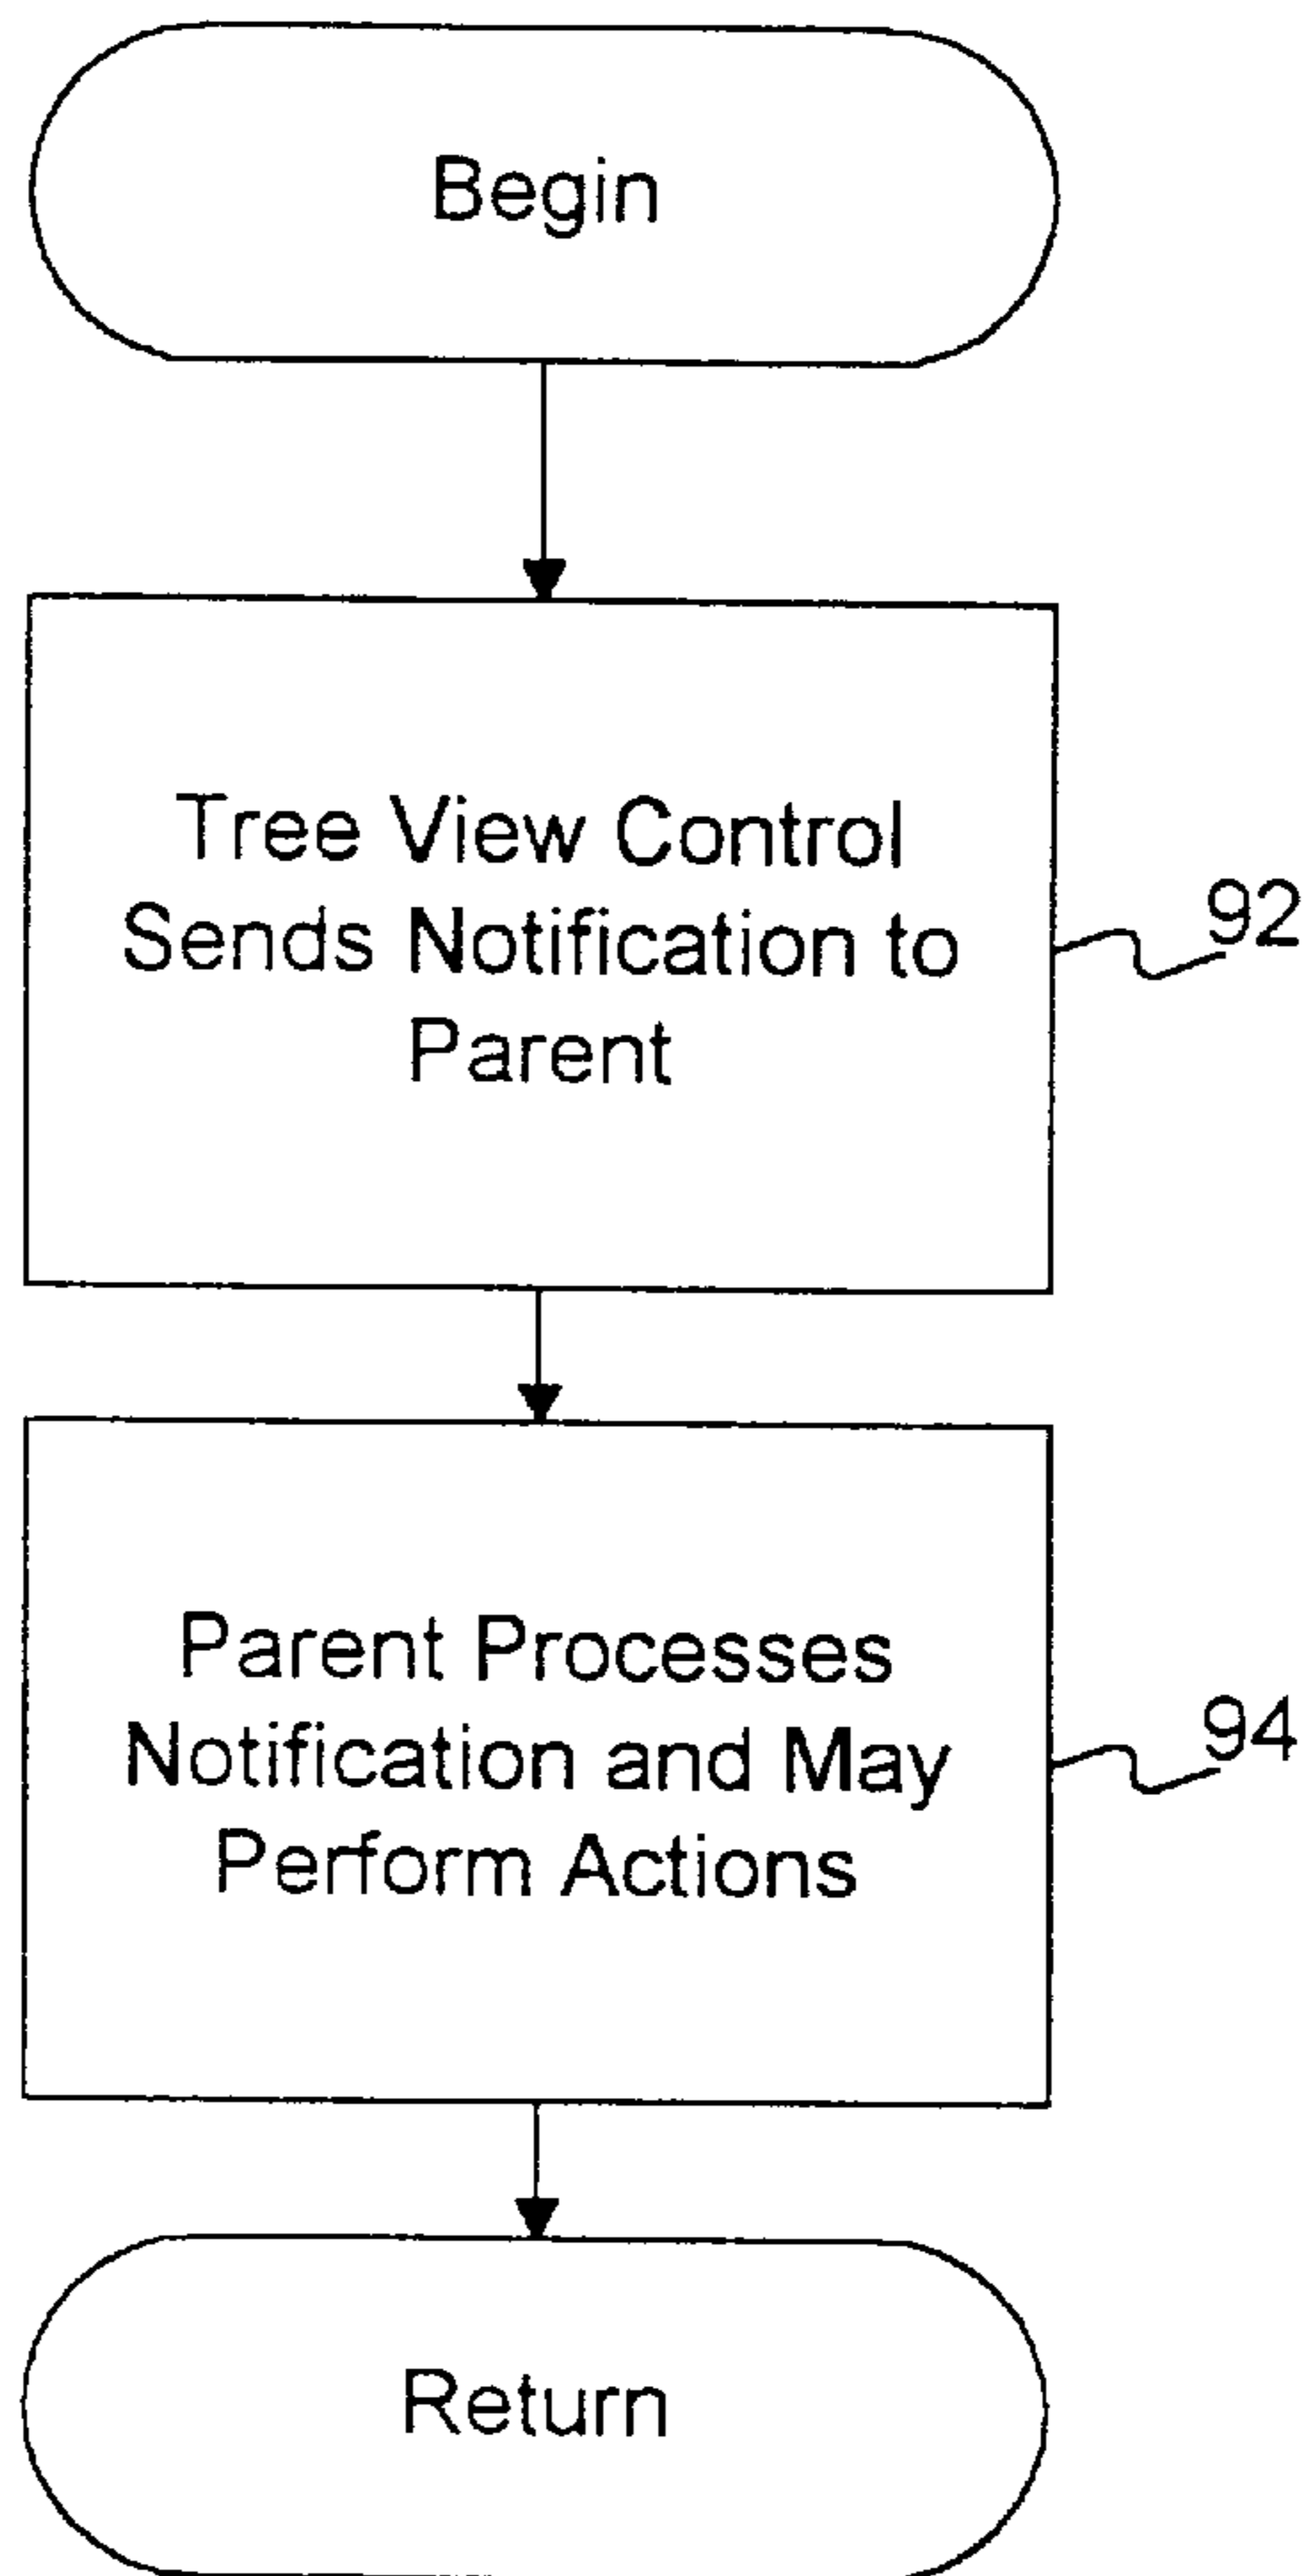 Begin
Tree View Control
Sends Notification to
Parent
92
Parent Processes
Notification and May
Perform Actions
94
Return